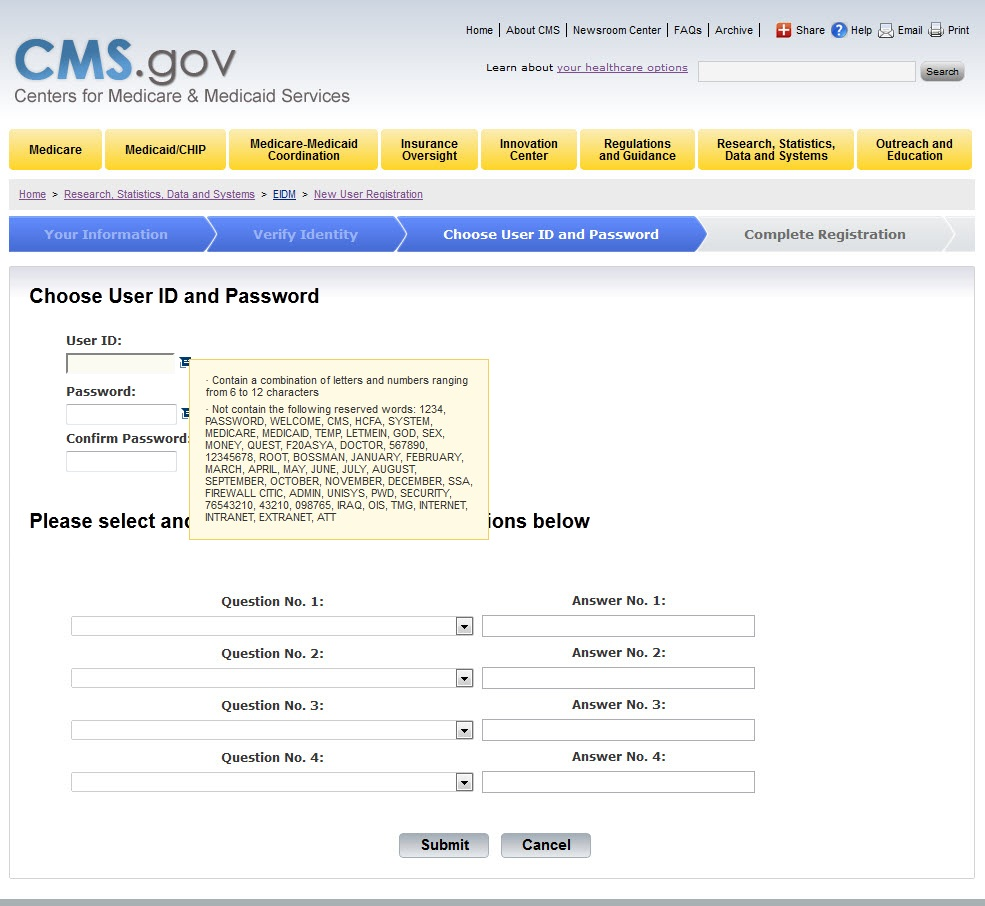 Home | About CMS | Newsroom Center | FAQs | Archive | Share Help Email Print
CMS.gov
Centers for Medicare & Medicaid Services
Learn about your healthcare options
Search
Medicare
Medicaid/CHIP
Medicare-Medicaid
Coordination
Insurance
Oversight
Innovation
Center
Regulations
and Guidance
Research, Statistics,
Data and Systems
Outreach and
Education
Home > Research, Statistics, Data and Systems > EIDM > New User Registration
Your Information
Verify Identity
Choose User ID and Password
Complete Registration
Choose User ID and Password
User ID:
Password:
Confirm Password:
· Contain a combination of letters and numbers ranging
from 6 to 12 characters
· Not contain the following reserved words: 1234,
PASSWORD, WELCOME, CMS, HCFA, SYSTEM,
MEDICARE, MEDICAID, TEMP, LETMEIN, GOD, SEX,
MONEY, QUEST, F20ASYA, DOCTOR, 567890,
12345678, ROOT, BOSSMAN, JANUARY, FEBRUARY,
MARCH, APRIL, MAY, JUNE, JULY, AUGUST,
SEPTEMBER, OCTOBER, NOVEMBER, DECEMBER, SSA,
FIREWALL CITIC, ADMIN, UNISYS, PWD, SECURITY,
76543210, 43210, 098765, IRAQ, OIS, TMG, INTERNET,
INTRANET, EXTRANET, ATT
Please select below
Question No. 1:
Answer No. 1:
Question No. 2:
Answer No. 2:
Question No. 3:
Answer No. 3:
Question No. 4:
Answer No. 4:
Submit
Cancel